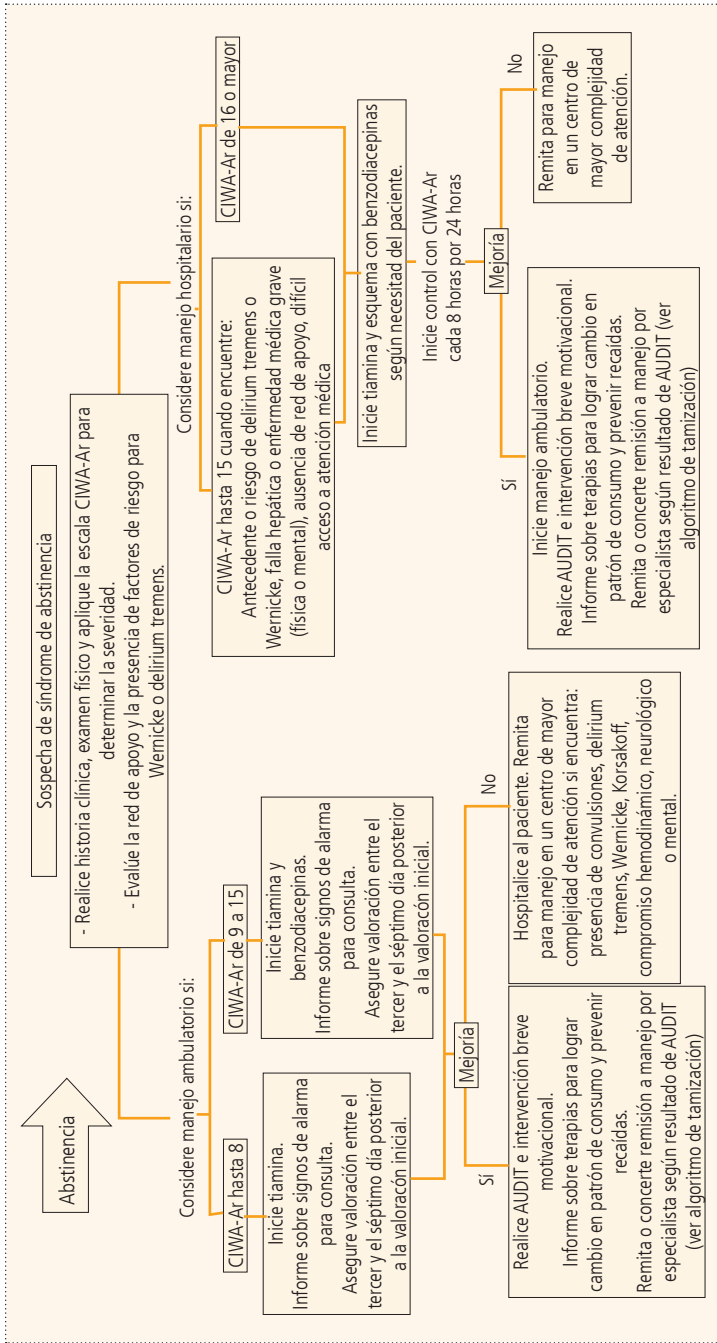 Abstinencia
Sospecha de síndrome de abstinencia
- Realice historia clínica, examen físico y aplique la escala CIWA-Ar para
determinar la severidad.
- Evalúe la red de apoyo y la presencia de factores de riesgo para
Wernicke o delirium tremens.
Considere manejo ambulatorio si:
CIWA-Ar hasta 8
Inicie tiamina.
Informe sobre signos de alarma
para consulta.
Asegure valoración entre el
tercer y el séptimo día posterior
a la valoracón inicial.
CIWA-Ar de 9 a 15
Inicie tiamina y
benzodiacepinas.
Informe sobre signos de alarma
para consulta.
Asegure valoración entre el
tercer y el séptimo día posterior
a la valoracón inicial.
Mejoría
Sí
Realice AUDIT e intervención breve
motivacional.
Informe sobre terapias para lograr
cambio en patrón de consumo y prevenir
recaídas.
Remita o concerte remisión a manejo por
especialista según resultado de AUDIT
(ver algoritmo de tamización)
No
Hospitalice al paciente. Remita
para manejo en un centro de mayor
complejidad de atención si encuentra:
presencia de convulsiones, delirium
tremens, Wernicke, Korsakoff,
compromiso hemodinámico, neurológico
o mental.
Considere manejo hospitalario si:
CIWA-Ar hasta 15 cuando encuentre:
Antecedente o riesgo de delirium tremens o
Wernicke, falla hepática o enfermedad médica grave
(física o mental), ausencia de red de apoyo, difícil
acceso a atención médica
CIWA-Ar de 16 o mayor
Inicie tiamina y esquema con benzodiacepinas
según necesitad del paciente.
Inicie control con CIWA-Ar
cada 8 horas por 24 horas
Mejoría
Sí
Inicie manejo ambulatorio.
Realice AUDIT e intervención breve motivacional.
Informe sobre terapias para lograr cambio en
patrón de consumo y prevenir recaídas.
Remita o concerte remisión a manejo por
especialista según resultado de AUDIT (ver
algoritmo de tamización)
No
Remita para manejo
en un centro de
mayor complejidad
de atención.